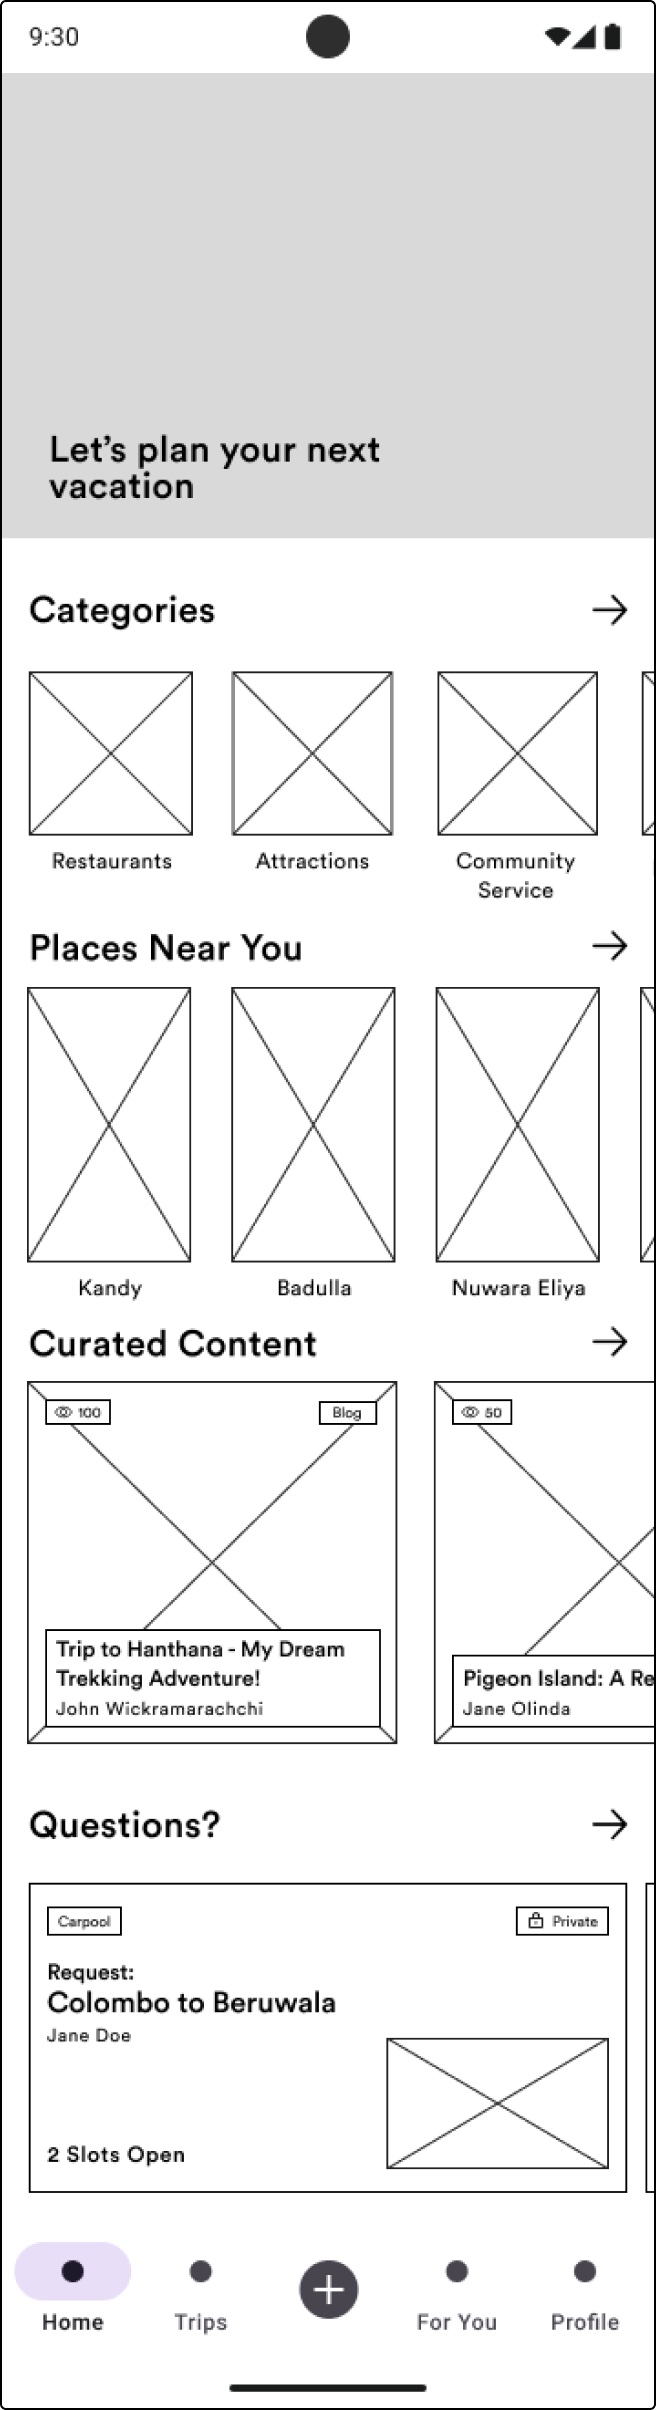 9:30
Let's plan your next
vacation
Categories
Restaurants
Attractions
Community
Service
Places Near You
Kandy
Badulla
Nuwara Eliya
Curated Content
100
Blog
50
Trip to Hanthana - My Dream
Trekking Adventure!
John Wickramarachchi
Pigeon Island: A Re
Jane Olinda
Questions?
Carpool
Private
Request:
Colombo to Beruwala
Jane Doe
2 Slots Open
Home
Trips
For You
Profile